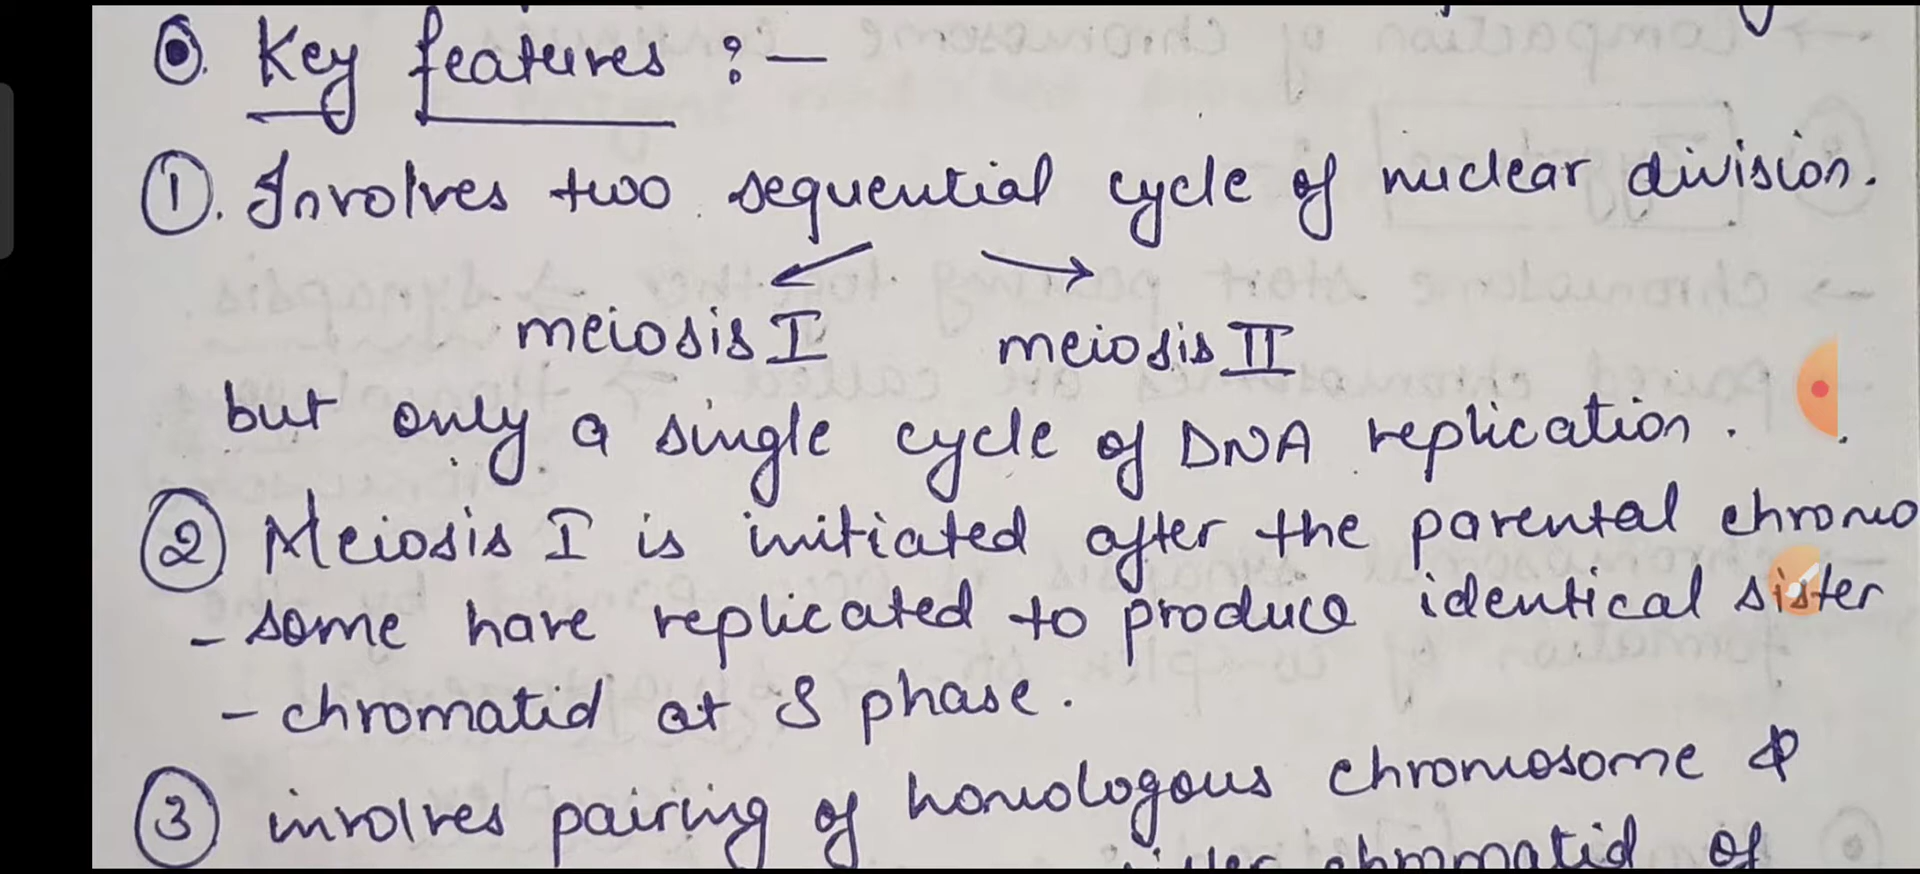 Key features :-
①. Involves two sequential cycle of nuclear division.
meiosis I meiosis II
but only a single cycle of DNA replication.
② Meiosis I is initiated after the parental chromo
- some have replicated to produce identical sister
- chromatid at S phase.
③ involves pairing of homologous chromosome &
chromatid of